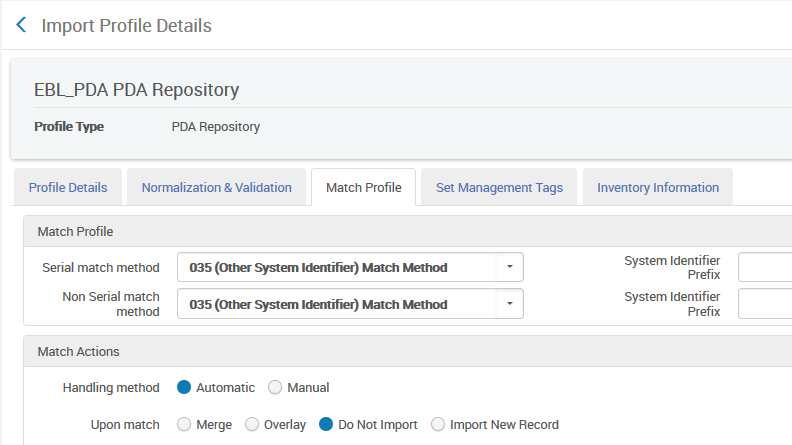 Import Profile Details
EBL_PDA PDA Repository
Profile Type PDA Repository
Profile Details Normalization & Validation Match Profile Set Management Tags Inventory Information
Match Profile
Serial match method 035 (Other System Identifier) Match Method System Identifier
Prefix
Non Serial match
method 035 (Other System Identifier) Match Method System Identifier
Prefix
Match Actions
Handling method Automatic Manual
Upon match Merge Overlay Do Not Import Import New Record